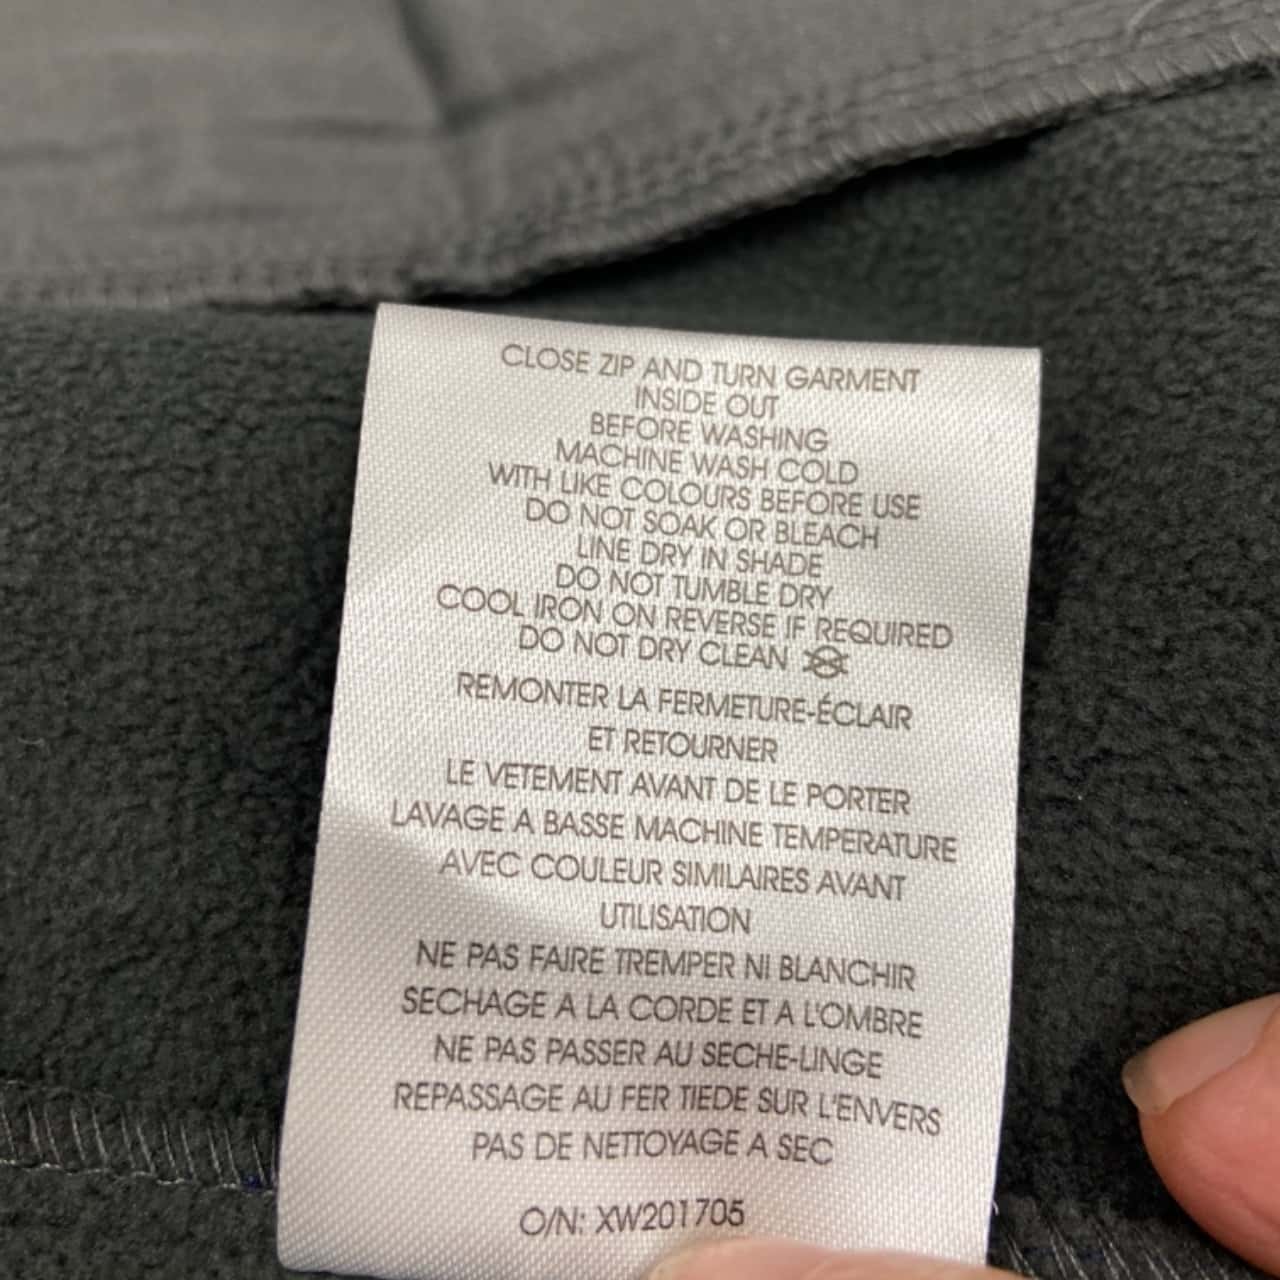 CLOSE ZIP AND TURN GARMENT
INSIDE OUT
BEFORE WASHING
MACHINE WASH COLD
WITH LIKE COLOURS BEFORE USE
DO NOT SOAK OR BLEACH
LINE DRY IN SHADE
DO NOT TUMBLE DRY
COOL IRON ON REVERSE IF REQUIRED
DO NOT DRY CLEAN
REMONTER LA FERMETURE-ÉCLAIR
ET RETOURNER
LE VETEMENT AVANT DE LE PORTER
LAVAGE A BASSE MACHINE TEMPERATURE
AVEC COULEUR SIMILAIRES AVANT
UTILISATION
NE PAS FAIRE TREMPER NI BLANCHIR
SECHAGE A LA CORDE ET A L'OMBRE
NE PAS PASSER AU SECHE-LINGE
REPASSAGE AU FER TIEDE SUR L'ENVERS
PAS DE NETTOYAGE A SEC
O/N: XW201705